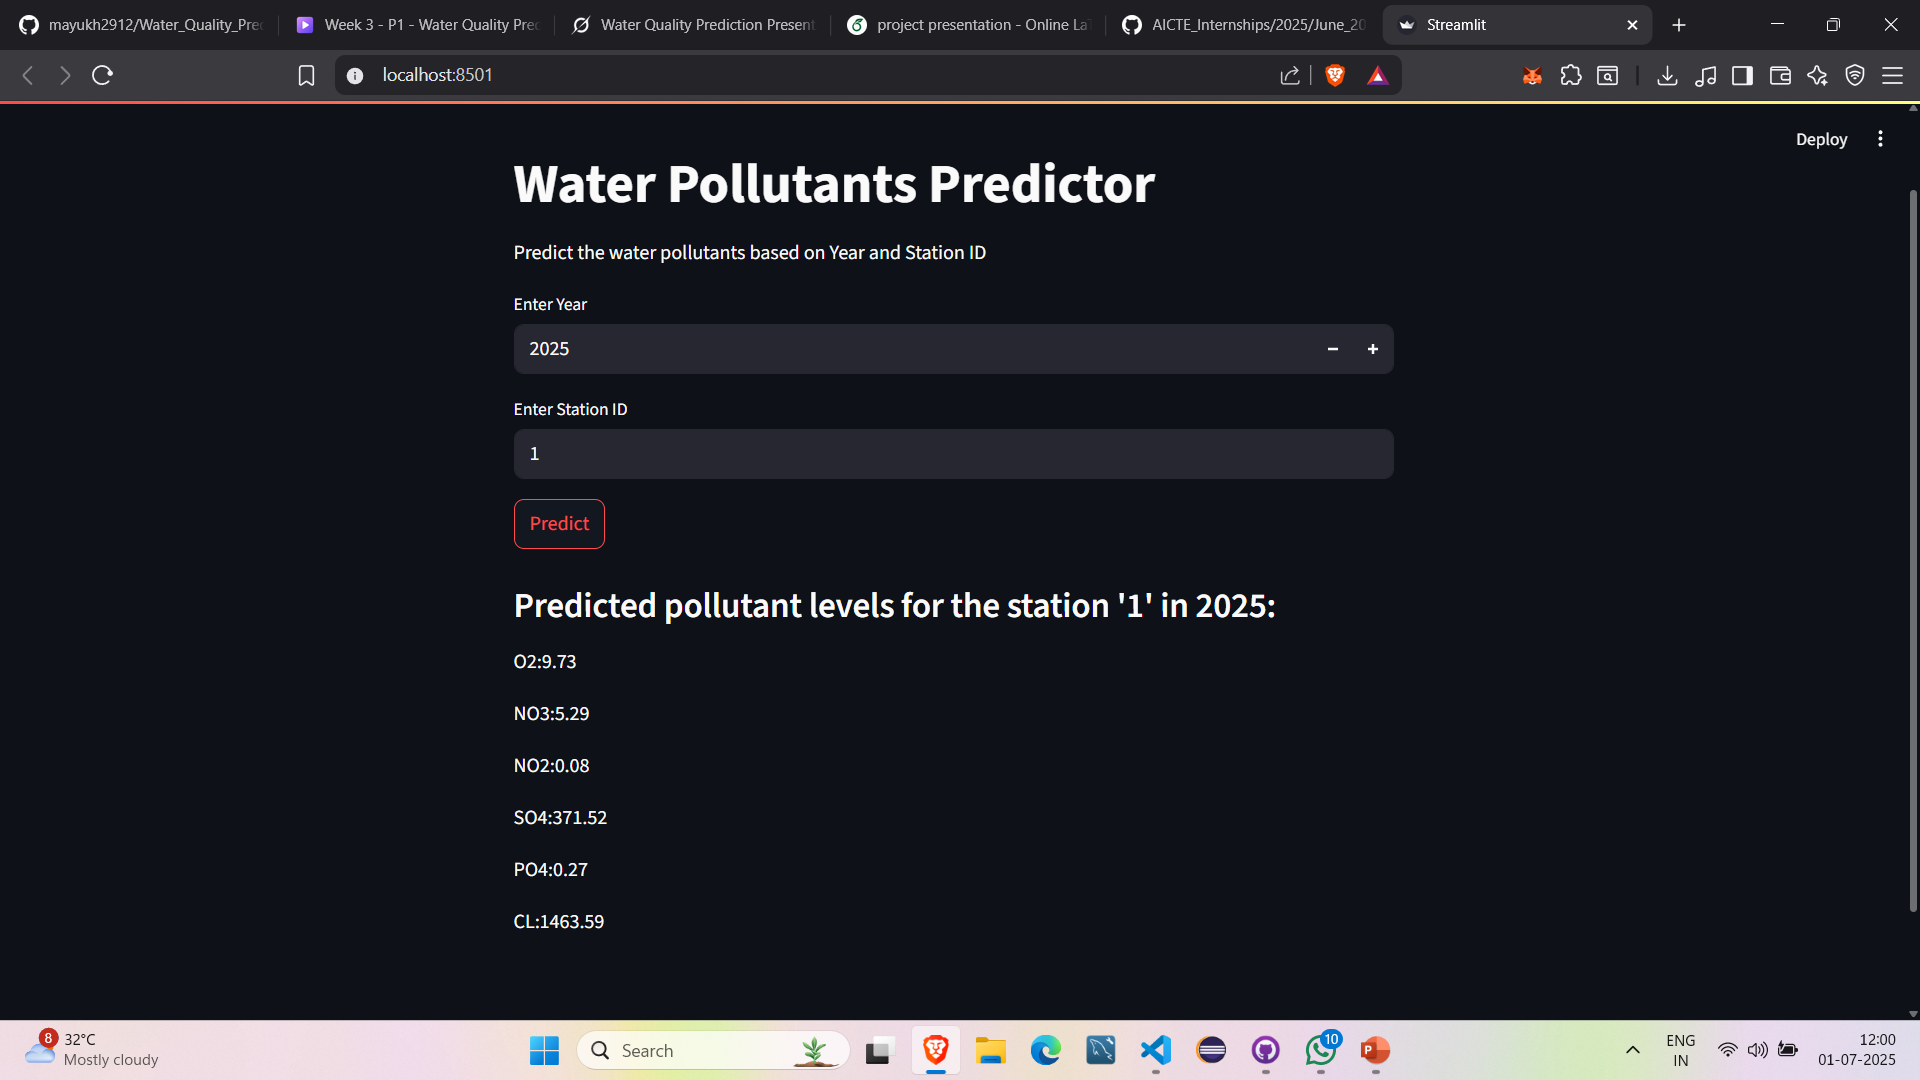 mayukh2912/Water_Quality_Pre
Week 3 - P1 - Water Quality Pre
Water Quality Prediction Present
project presentation - Online La
AICTE_Internships/2025/June_20
Streamlit
localhost:8501
Deploy
Water Pollutants Predictor
Predict the water pollutants based on Year and Station ID
Enter Year
2025
Enter Station ID
1
Predict
Predicted pollutant levels for the station '1' in 2025:
O2:9.73
NO3:5.29
NO2:0.08
SO4:371.52
PO4:0.27
CL:1463.59
8
32°C
Mostly cloudy
Search
10
ENG
IN
12:00
01-07-2025